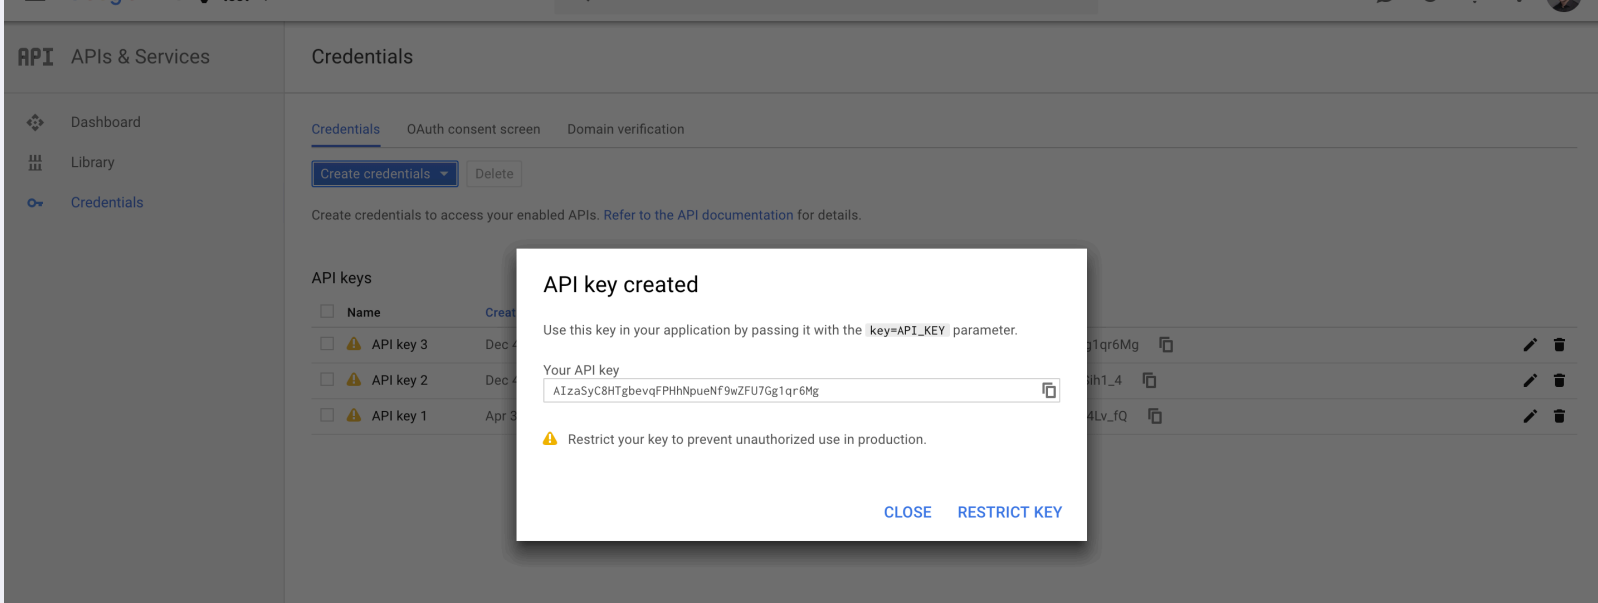 API APIs & Services
Credentials
Dashboard
Library
Credentials
Credentials OAuth consent screen Domain verification
Create credentials Delete
Create credentials to access your enabled APIs. Refer to the API documentation for details.
API keys
Name
API key 3 Dec
g1qr6Mg
API key 2 Dec
ih1_4
API key 1 Apr 3
4Lv_fQ
API key created
Use this key in your application by passing it with the key=API_KEY parameter.
Your API key
AIzaSyC8HTgbevqFPHhNpueNf9wZFU7Gg1qr6Mg
Restrict your key to prevent unauthorized use in production.
CLOSE RESTRICT KEY